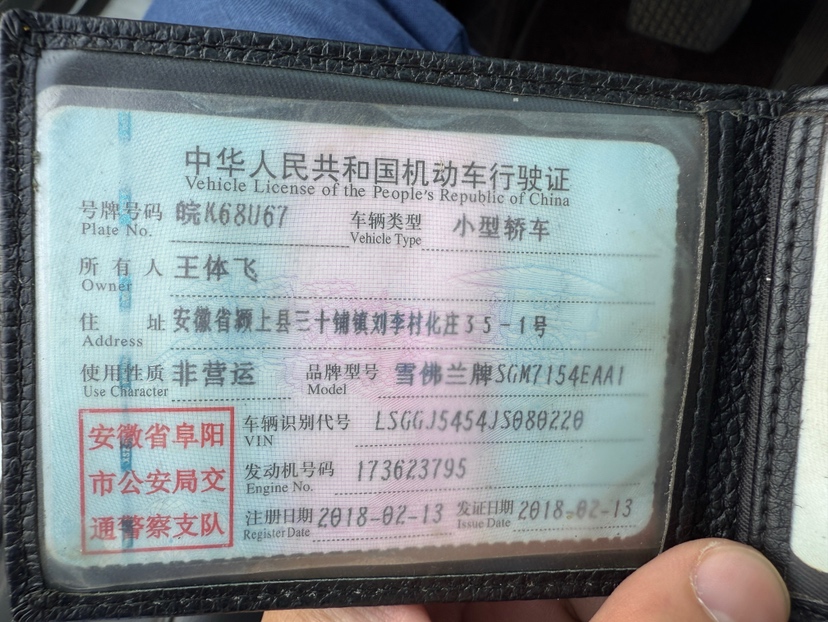 中华人民共和国机动车行驶证
Vehicle License of the People's Republic of China
号牌号码 皖K68U67 车辆类型 小型轿车
Plate No. Vehicle Type
所有人 王体飞
Owner
住址 安徽省颍上县三十铺镇刘李村化庄35-1号
Address
使用性质 非营运 品牌型号 雪佛兰牌SGM7154EAA1
Use Character Model
车辆识别代号 LSGGJ5454JS080220
VIN
发动机号码 173623795
Engine No.
注册日期 2018-02-13 发证日期 2018-02-13
Register Date Issue Date
安徽省阜阳
市公安局交
通警察支队